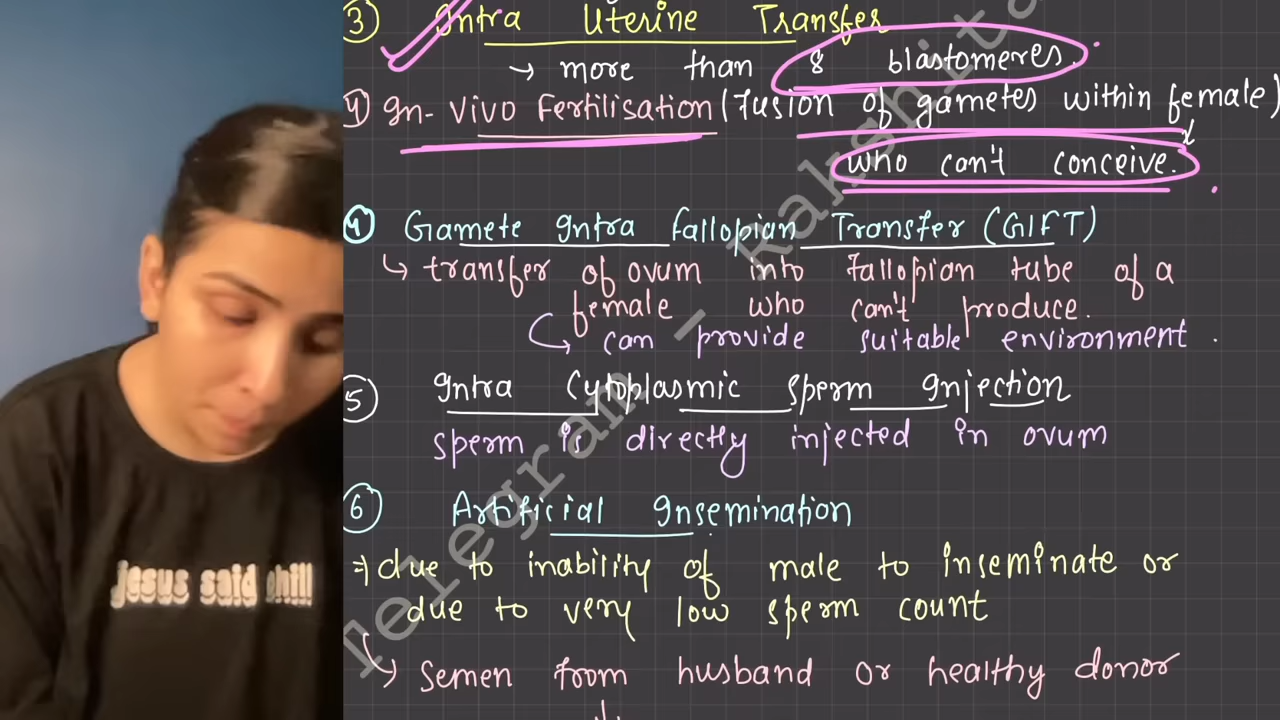 ③ Intra Uterine Transfer
→ more than 8 blastomeres.
4) In-Vivo Fertilisation (Fusion of gametes within female)
who can't conceive.
④ Gamete Intra fallopian Transfer (GIFT)
↳ transfer of ovum into Fallopian tube of a
female who can't produce.
↳ can provide suitable environment.
⑤ Intra Cytoplasmic sperm Injection
sperm is directly injected in ovum
⑥ Artificial Insemination
⇒ due to inability of male to inseminate or
due to very low sperm count
↳ Semen from husband or healthy donor
Telegram - Rakshita
jesus said chill